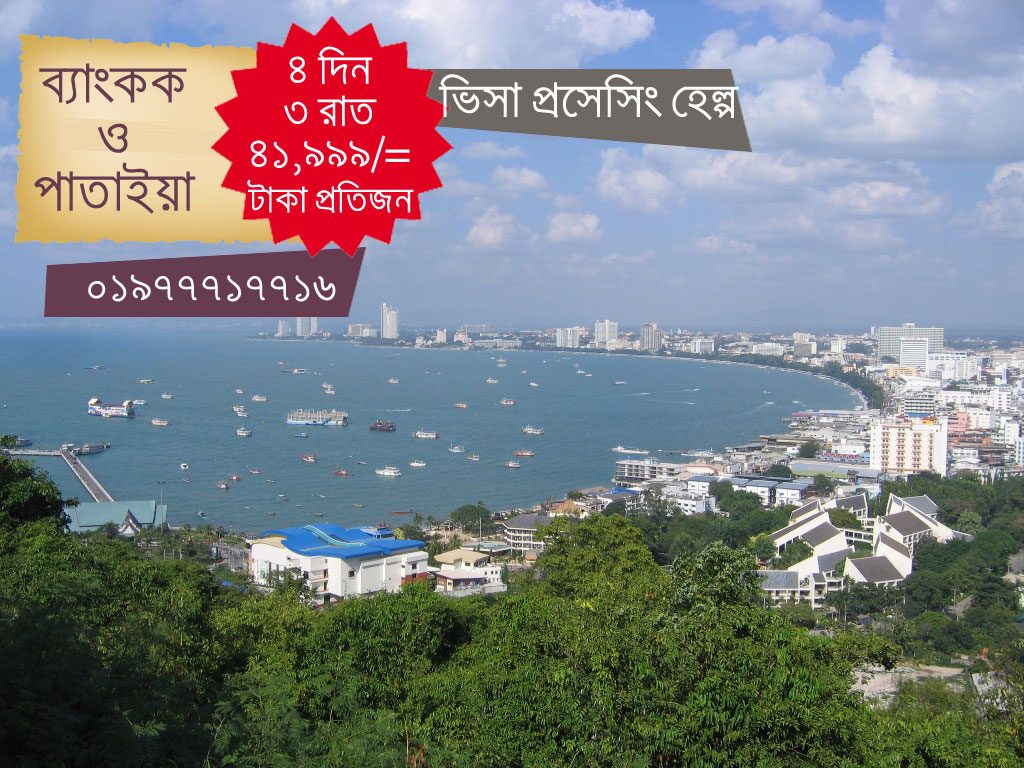 ব্যাংকক
ও
পাতাইয়া
৪ দিন
৩ রাত
৪১,৯৯৯/=
টাকা প্রতিজন
ভিসা প্রসেসিং হেল্প
০১৯৭৭৭১৭৭১৬